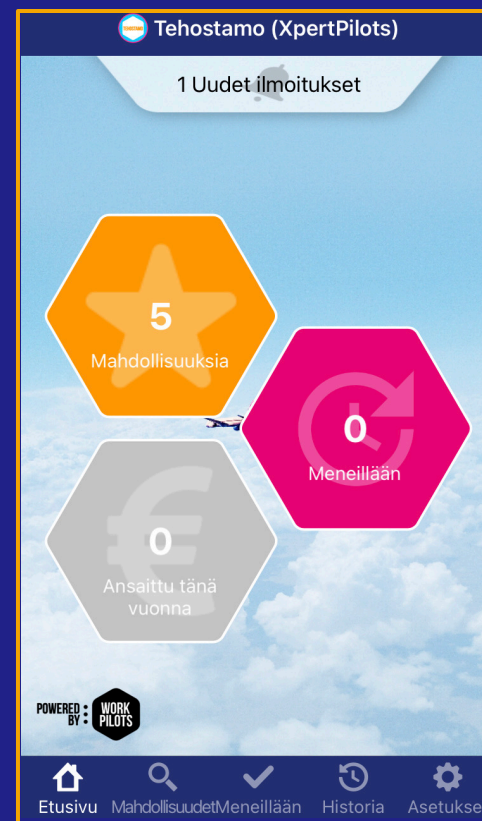 Tehostamo (XpertPilots)
1 Uudet ilmoitukset
5
Mahdollisuuksia
0
Meneillään
0
Ansaittu tänä
vuonna
POWERED BY: WORK PILOTS
Etusivu Mahdollisuudet Meneillään Historia Asetukse